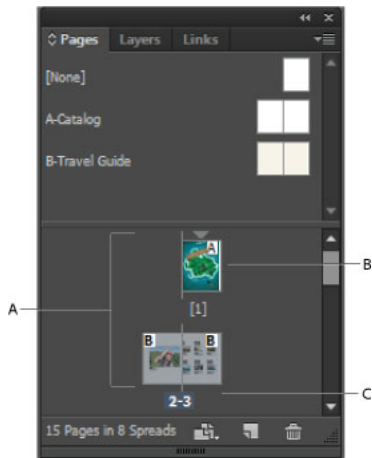 Pages Layers Links
[None]
A-Catalog
B-Travel Guide
A
B
[1]
A
B B
2-3
C
15 Pages in 8 Spreads